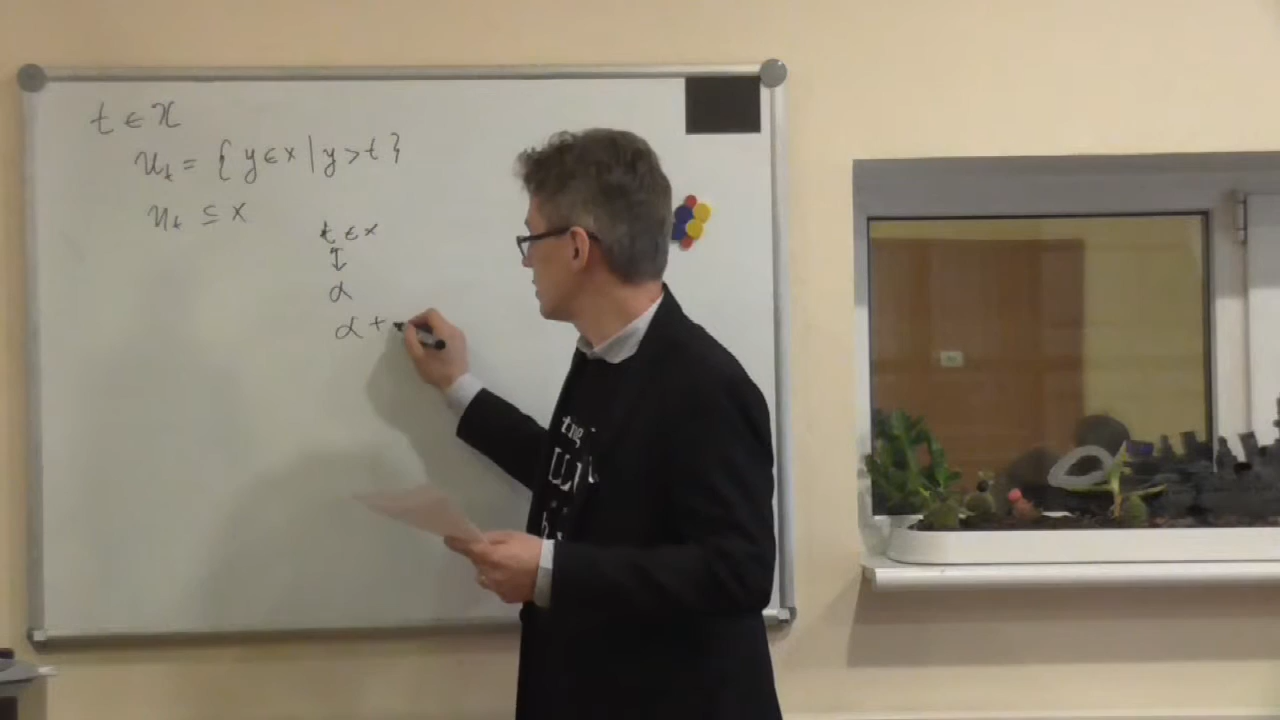 t ∈ X
u_t = { y ∈ x | y > t }
u_t ⊆ X
t ∈ x
↕
α
α +